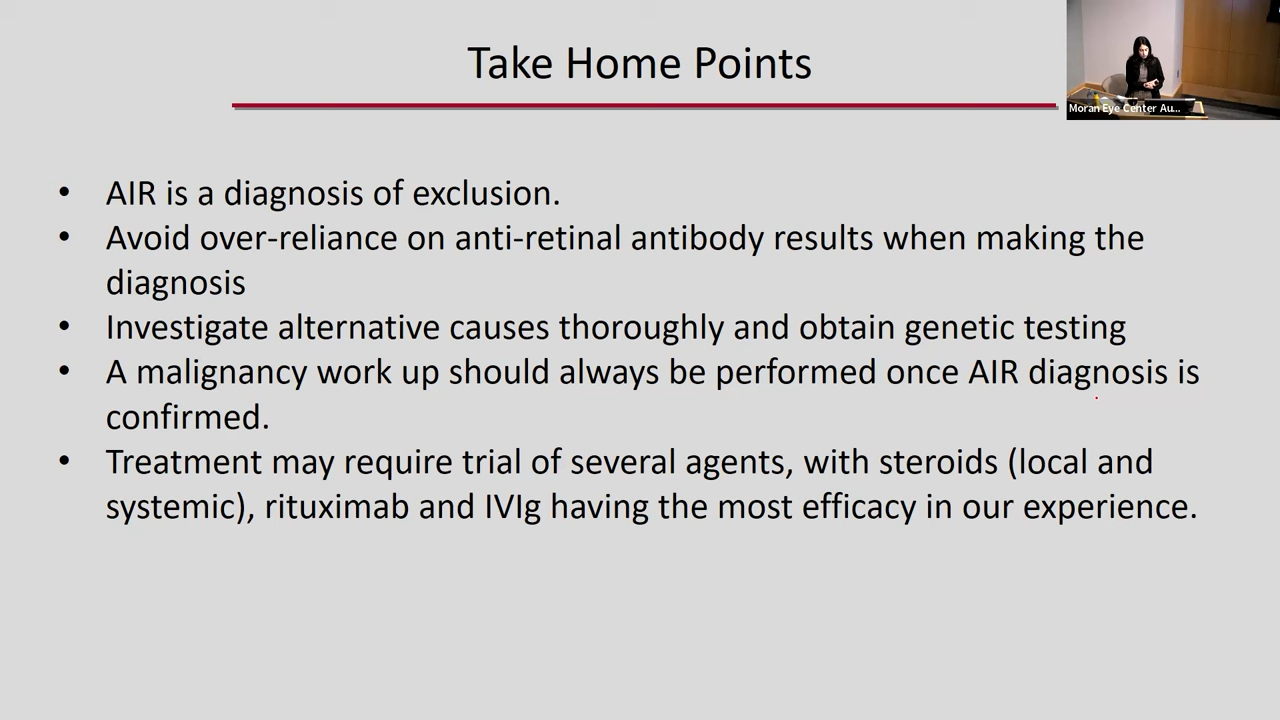 Take Home Points
Moran Eye Center Au...
• AIR is a diagnosis of exclusion.
• Avoid over-reliance on anti-retinal antibody results when making the
diagnosis
• Investigate alternative causes thoroughly and obtain genetic testing
• A malignancy work up should always be performed once AIR diagnosis is
confirmed.
• Treatment may require trial of several agents, with steroids (local and
systemic), rituximab and IVIg having the most efficacy in our experience.